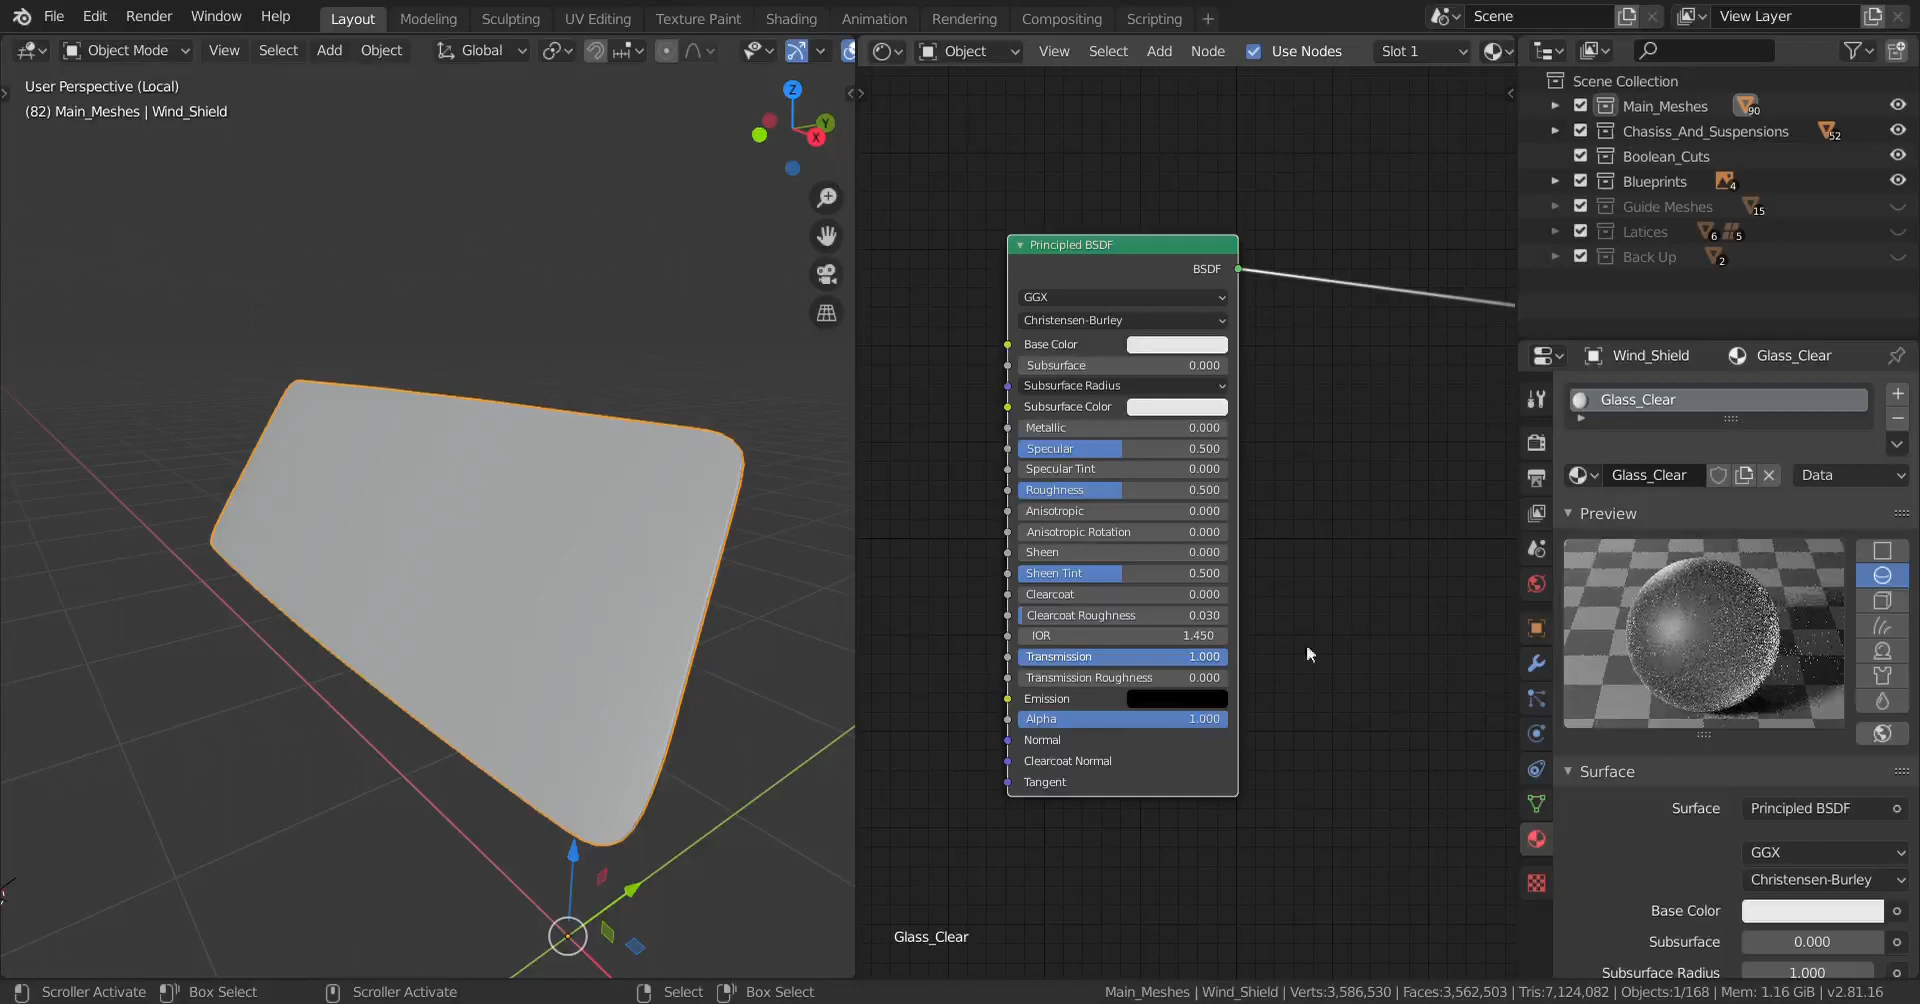 File Edit Render Window Help Layout Modeling Sculpting UV Editing Texture Paint Shading Animation Rendering Compositing Scripting + Scene View Layer
Object Mode View Select Add Object Global
User Perspective (Local)
(82) Main_Meshes | Wind_Shield
Z
Y
X
Object View Select Add Node Use Nodes Slot 1
Principled BSDF
BSDF
GGX
Christensen-Burley
Base Color
Subsurface 0.000
Subsurface Radius
Subsurface Color
Metallic 0.000
Specular 0.500
Specular Tint 0.000
Roughness 0.500
Anisotropic 0.000
Anisotropic Rotation 0.000
Sheen 0.000
Sheen Tint 0.500
Clearcoat 0.000
Clearcoat Roughness 0.030
IOR 1.450
Transmission 1.000
Transmission Roughness 0.000
Emission
Alpha 1.000
Normal
Clearcoat Normal
Tangent
Glass_Clear
Scene Collection
Main_Meshes 90
Chasiss_And_Suspensions 52
Boolean_Cuts
Blueprints 4
Guide Meshes 15
Latices 6 5
Back Up 2
Wind_Shield Glass_Clear
Glass_Clear
Glass_Clear Data
Preview
Surface
Surface Principled BSDF
GGX
Christensen-Burley
Base Color
Subsurface 0.000
Subsurface Radius 1.000
Scroller Activate Box Select Scroller Activate Select Box Select Main_Meshes | Wind_Shield | Verts:3,586,530 | Faces:3,562,503 | Tris:7,124,082 | Objects:1/168 | Mem: 1.16 GiB | v2.81.16